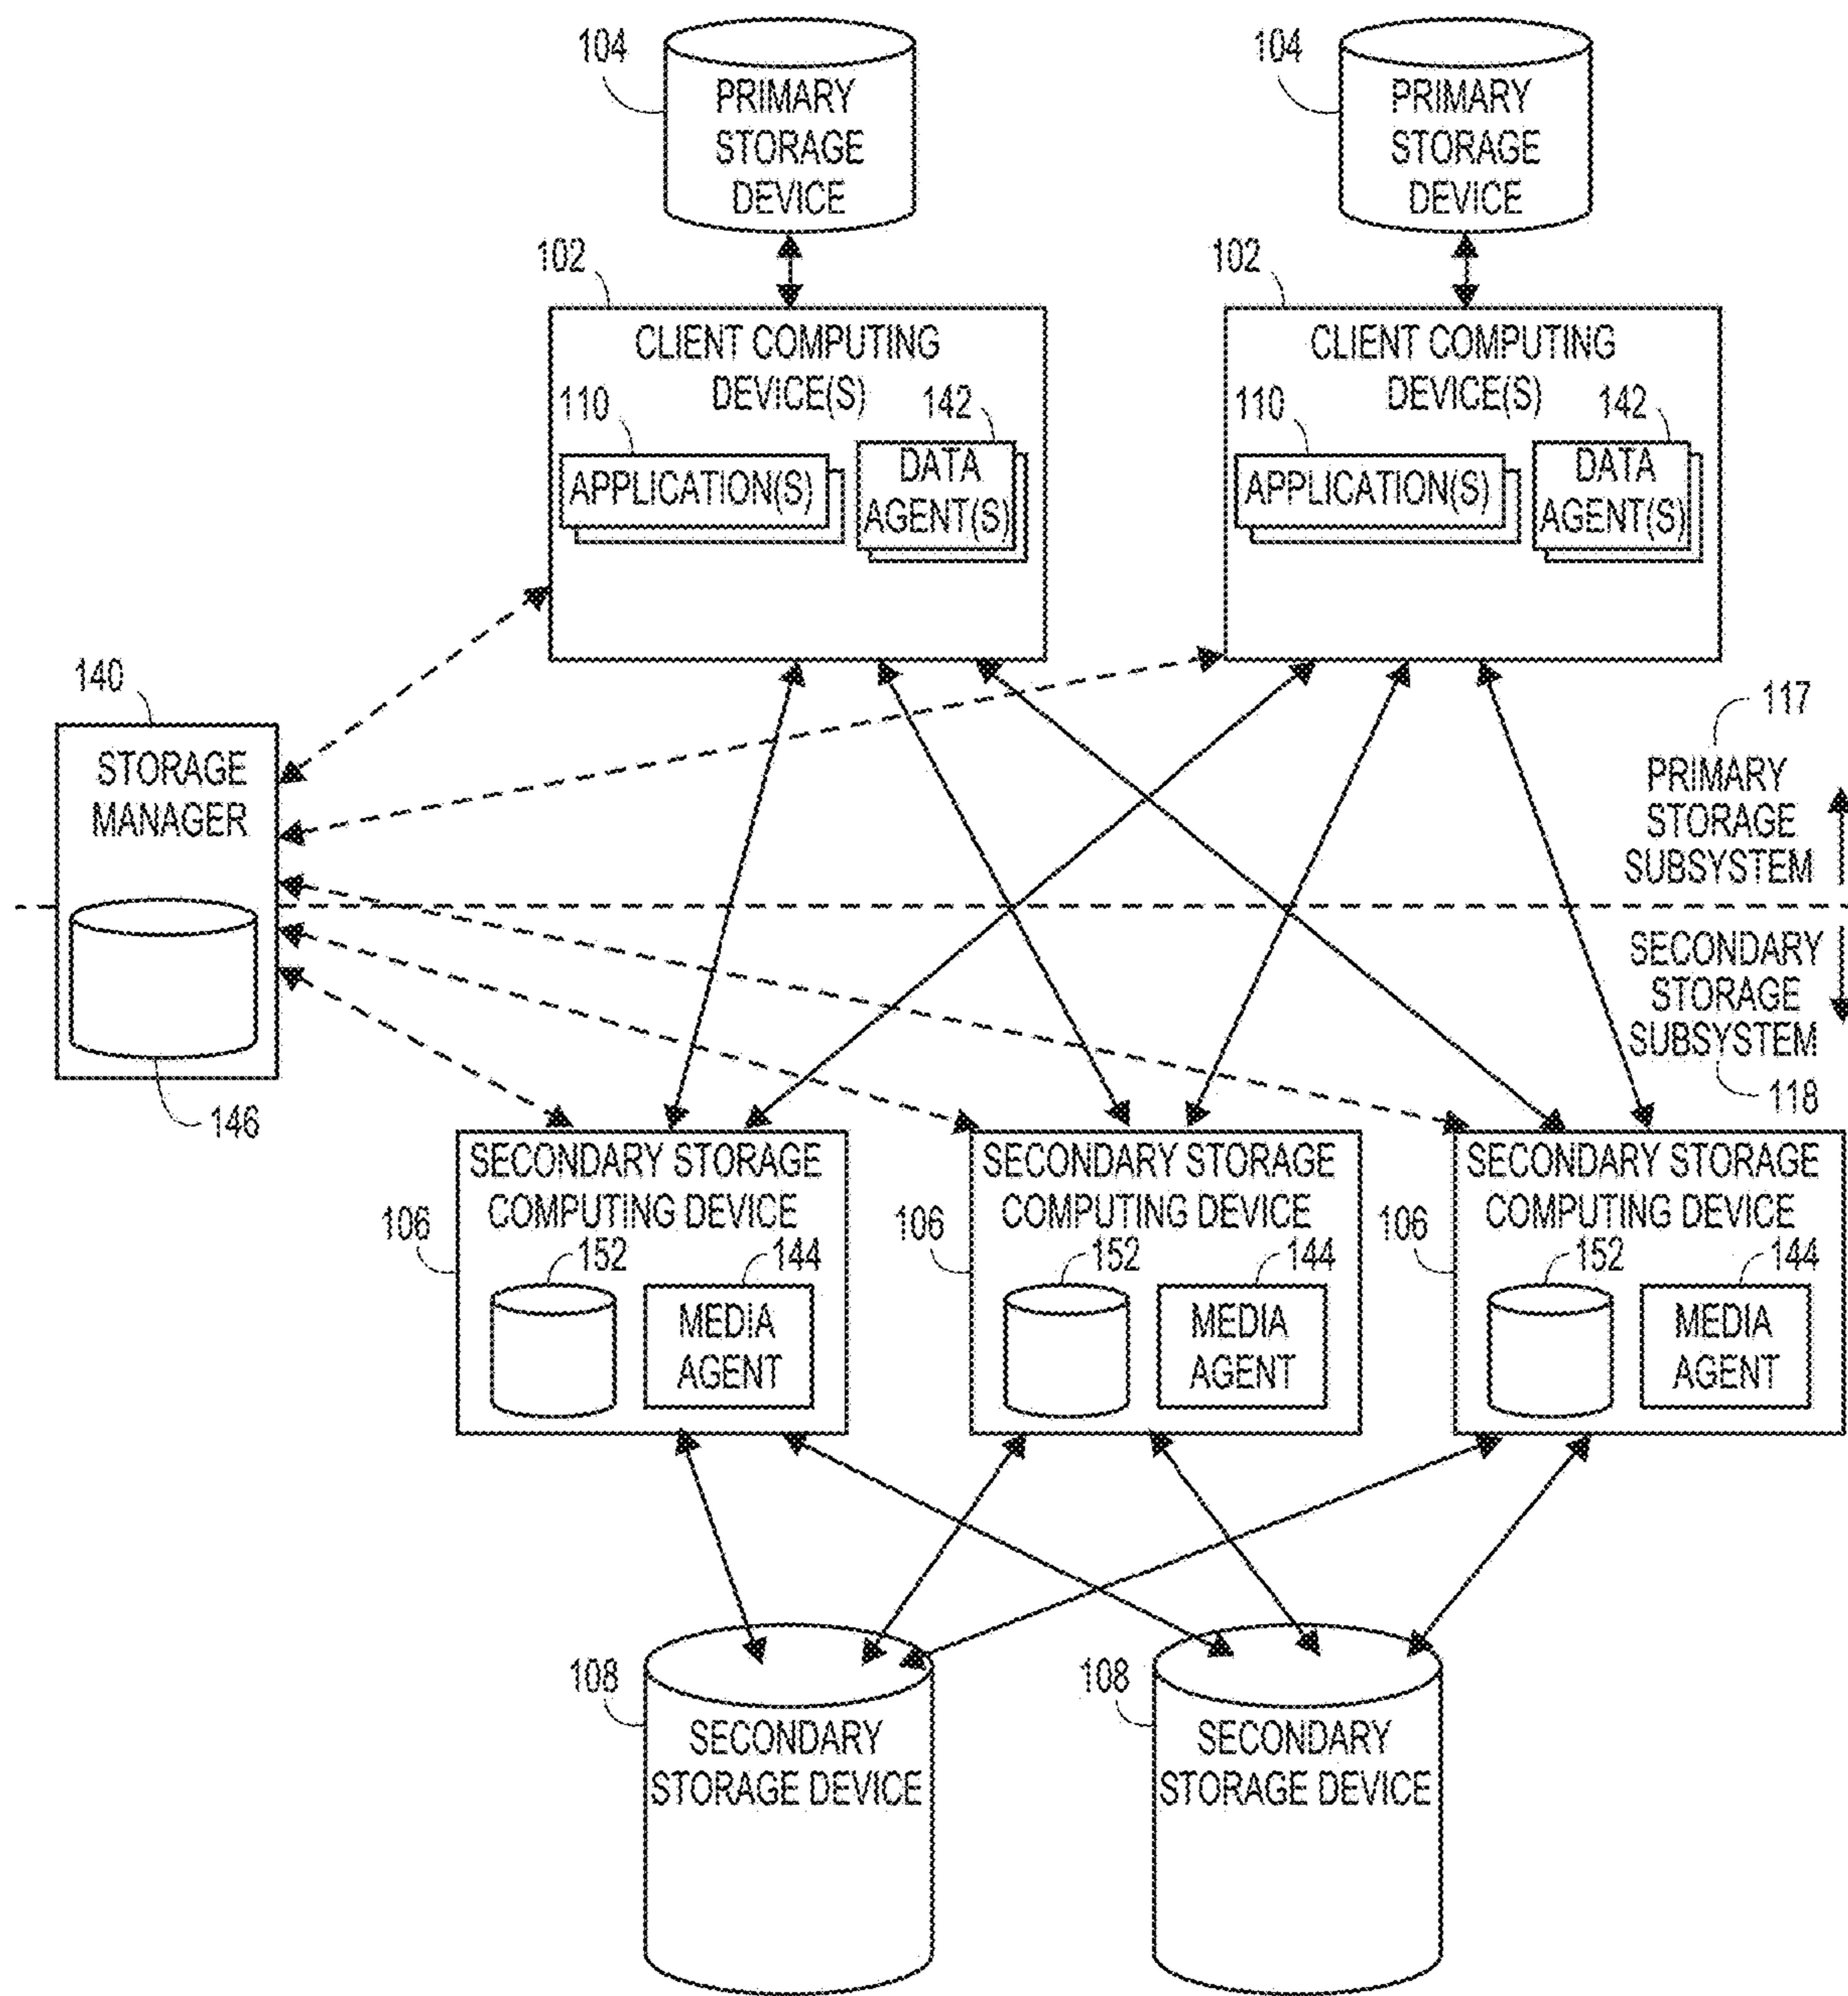 104
PRIMARY
STORAGE
DEVICE
104
PRIMARY
STORAGE
DEVICE
102
CLIENT COMPUTING
DEVICE(S)
110
142
APPLICATION(S)
DATA
AGENT(S)
102
CLIENT COMPUTING
DEVICE(S)
110
142
APPLICATION(S)
DATA
AGENT(S)
140
STORAGE
MANAGER
146
117
PRIMARY
STORAGE
SUBSYSTEM
SECONDARY
STORAGE
SUBSYSTEM
118
SECONDARY STORAGE
COMPUTING DEVICE
106
152
144
MEDIA
AGENT
SECONDARY STORAGE
COMPUTING DEVICE
106
152
144
MEDIA
AGENT
SECONDARY STORAGE
COMPUTING DEVICE
106
152
144
MEDIA
AGENT
108
SECONDARY
STORAGE DEVICE
108
SECONDARY
STORAGE DEVICE